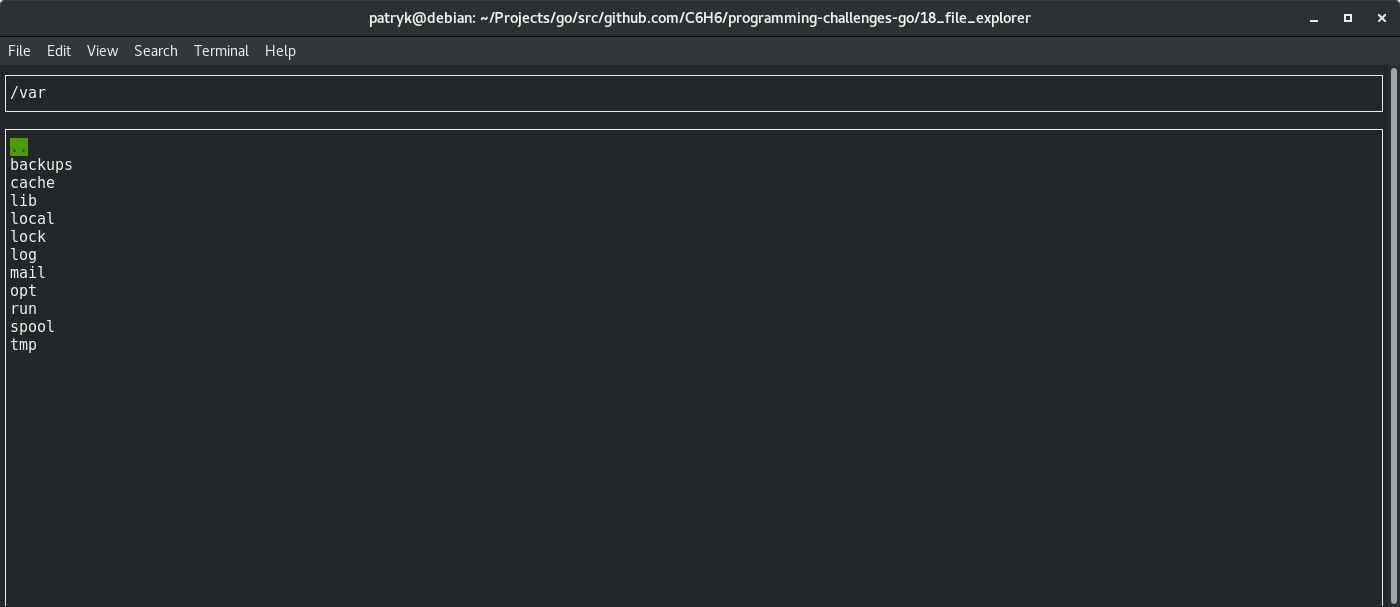 patryk@debian: ~/Projects/go/src/github.com/C6H6/programming-challenges-go/18_file_explorer
File Edit View Search Terminal Help
/var
..
backups
cache
lib
local
lock
log
mail
opt
run
spool
tmp